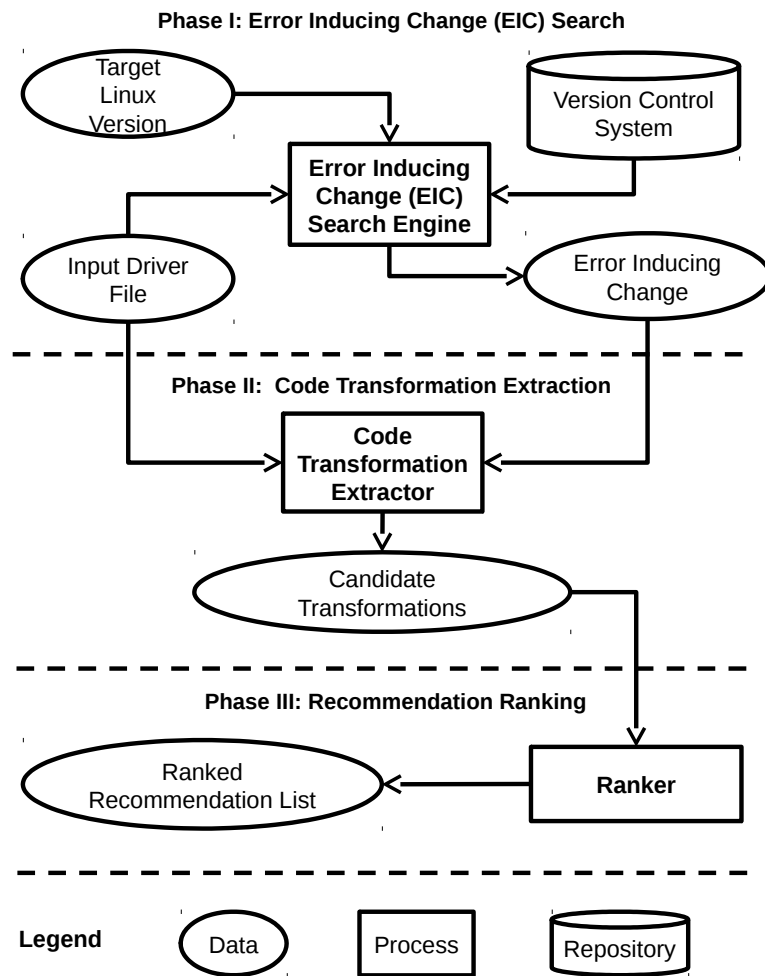 Phase I: Error Inducing Change (EIC) Search
Target
Linux
Version
Version Control
System
Error Inducing
Change (EIC)
Search Engine
Input Driver
File
Error Inducing
Change
Phase II:  Code Transformation Extraction
Code
Transformation
Extractor
Candidate
Transformations
Phase III: Recommendation Ranking
Ranked
Recommendation List
Ranker
Legend
Data
Process
Repository